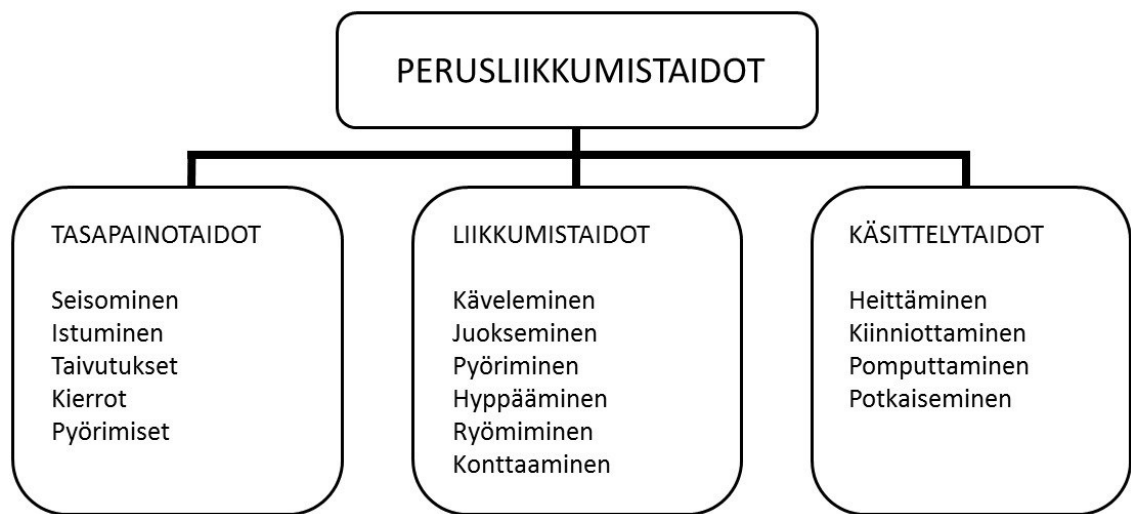 PERUSLIIKKUMISTAIDOT
TASAPAINOTAIDOT
Seisominen
Istuminen
Taivutukset
Kierrot
Pyörimiset
LIIKKUMISTAIDOT
Käveleminen
Juokseminen
Pyöriminen
Hyppääminen
Ryömiminen
Konttaaminen
KÄSITTELYTAIDOT
Heittäminen
Kiinniottaminen
Pomputtaminen
Potkaiseminen